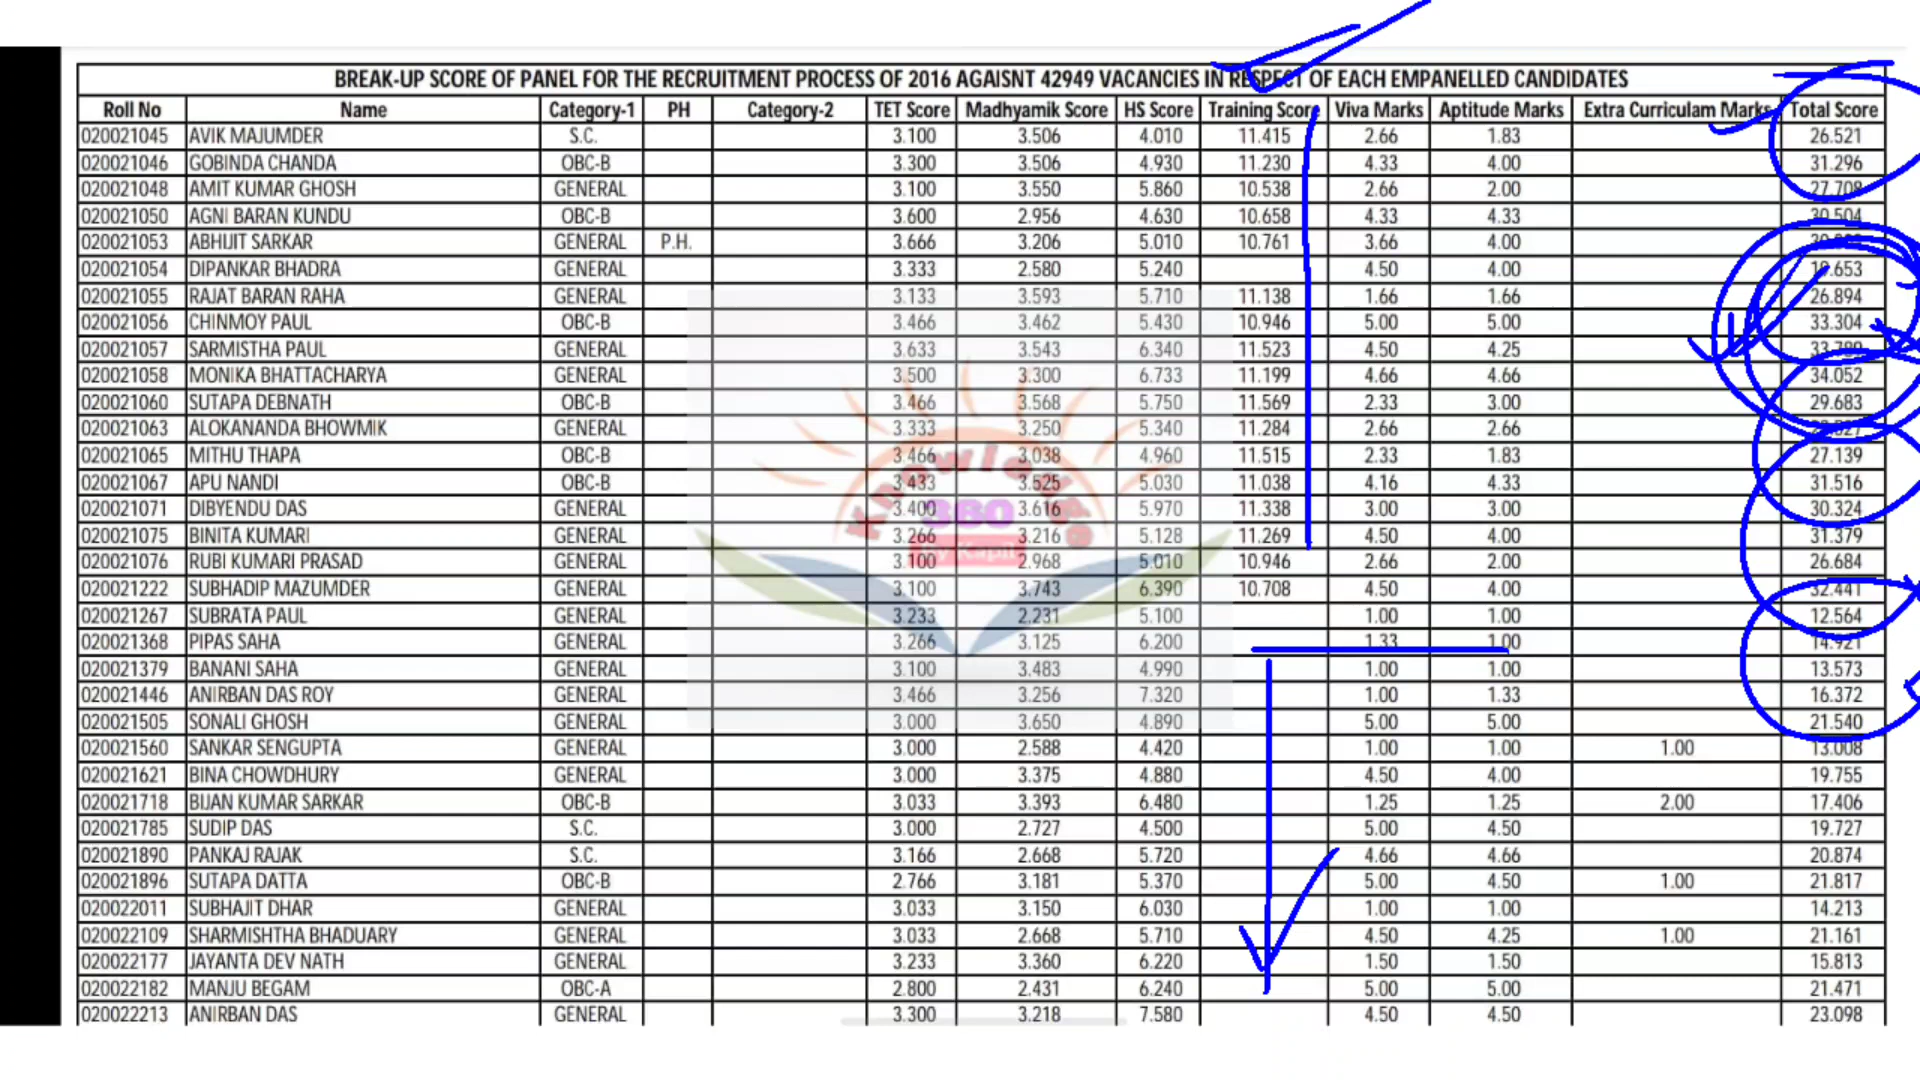 BREAK-UP SCORE OF PANEL FOR THE RECRUITMENT PROCESS OF 2016 AGAISNT 42949 VACANCIES IN RESPECT OF EACH EMPANELLED CANDIDATES
Roll No Name Category-1 PH Category-2 TET Score Madhyamik Score HS Score Training Score Viva Marks Aptitude Marks Extra Curriculam Marks Total Score
020021045 AVIK MAJUMDER S.C. 3.100 3.506 4.010 11.415 2.66 1.83 26.521
020021046 GOBINDA CHANDA OBC-B 3.300 3.506 4.930 11.230 4.33 4.00 31.296
020021048 AMIT KUMAR GHOSH GENERAL 3.100 3.550 5.860 10.538 2.66 2.00 27.708
020021050 AGNI BARAN KUNDU OBC-B 3.600 2.956 4.630 10.658 4.33 4.33 30.504
020021053 ABHIJIT SARKAR GENERAL P.H. 3.666 3.206 5.010 10.761 3.66 4.00
020021054 DIPANKAR BHADRA GENERAL 3.333 2.580 5.240 4.50 4.00 19.653
020021055 RAJAT BARAN RAHA GENERAL 3.133 3.593 5.710 11.138 1.66 1.66 26.894
020021056 CHINMOY PAUL OBC-B 3.466 3.462 5.430 10.946 5.00 5.00 33.304
020021057 SARMISTHA PAUL GENERAL 3.633 3.543 6.340 11.523 4.50 4.25 33.789
020021058 MONIKA BHATTACHARYA GENERAL 3.500 3.300 6.733 11.199 4.66 4.66 34.052
020021060 SUTAPA DEBNATH OBC-B 3.466 3.568 5.750 11.569 2.33 3.00 29.683
020021063 ALOKANANDA BHOWMIK GENERAL 3.333 3.250 5.340 11.284 2.66 2.66
020021065 MITHU THAPA OBC-B 3.466 3.038 4.960 11.515 2.33 1.83 27.139
020021067 APU NANDI OBC-B 3.433 3.525 5.030 11.038 4.16 4.33 31.516
020021071 DIBYENDU DAS GENERAL 3.400 3.616 5.970 11.338 3.00 3.00 30.324
020021075 BINITA KUMARI GENERAL 3.266 3.216 5.128 11.269 4.50 4.00 31.379
020021076 RUBI KUMARI PRASAD GENERAL 3.100 2.968 5.010 10.946 2.66 2.00 26.684
020021222 SUBHADIP MAZUMDER GENERAL 3.100 3.743 6.390 10.708 4.50 4.00 32.441
020021267 SUBRATA PAUL GENERAL 3.233 2.231 5.100 1.00 1.00 12.564
020021368 PIPAS SAHA GENERAL 3.266 3.125 6.200 1.33 1.00 14.921
020021379 BANANI SAHA GENERAL 3.100 3.483 4.990 1.00 1.00 13.573
020021446 ANIRBAN DAS ROY GENERAL 3.466 3.256 7.320 1.00 1.33 16.372
020021505 SONALI GHOSH GENERAL 3.000 3.650 4.890 5.00 5.00 21.540
020021560 SANKAR SENGUPTA GENERAL 3.000 2.588 4.420 1.00 1.00 1.00 13.008
020021621 BINA CHOWDHURY GENERAL 3.000 3.375 4.880 4.50 4.00 19.755
020021718 BIJAN KUMAR SARKAR OBC-B 3.033 3.393 6.480 1.25 1.25 2.00 17.406
020021785 SUDIP DAS S.C. 3.000 2.727 4.500 5.00 4.50 19.727
020021890 PANKAJ RAJAK S.C. 3.166 2.668 5.720 4.66 4.66 20.874
020021896 SUTAPA DATTA OBC-B 2.766 3.181 5.370 5.00 4.50 1.00 21.817
020022011 SUBHAJIT DHAR GENERAL 3.033 3.150 6.030 1.00 1.00 14.213
020022109 SHARMISHTHA BHADUARY GENERAL 3.033 2.668 5.710 4.50 4.25 1.00 21.161
020022177 JAYANTA DEV NATH GENERAL 3.233 3.360 6.220 1.50 1.50 15.813
020022182 MANJU BEGAM OBC-A 2.800 2.431 6.240 5.00 5.00 21.471
020022213 ANIRBAN DAS GENERAL 3.300 3.218 7.580 4.50 4.50 23.098
Knowledge
360
By Kapil